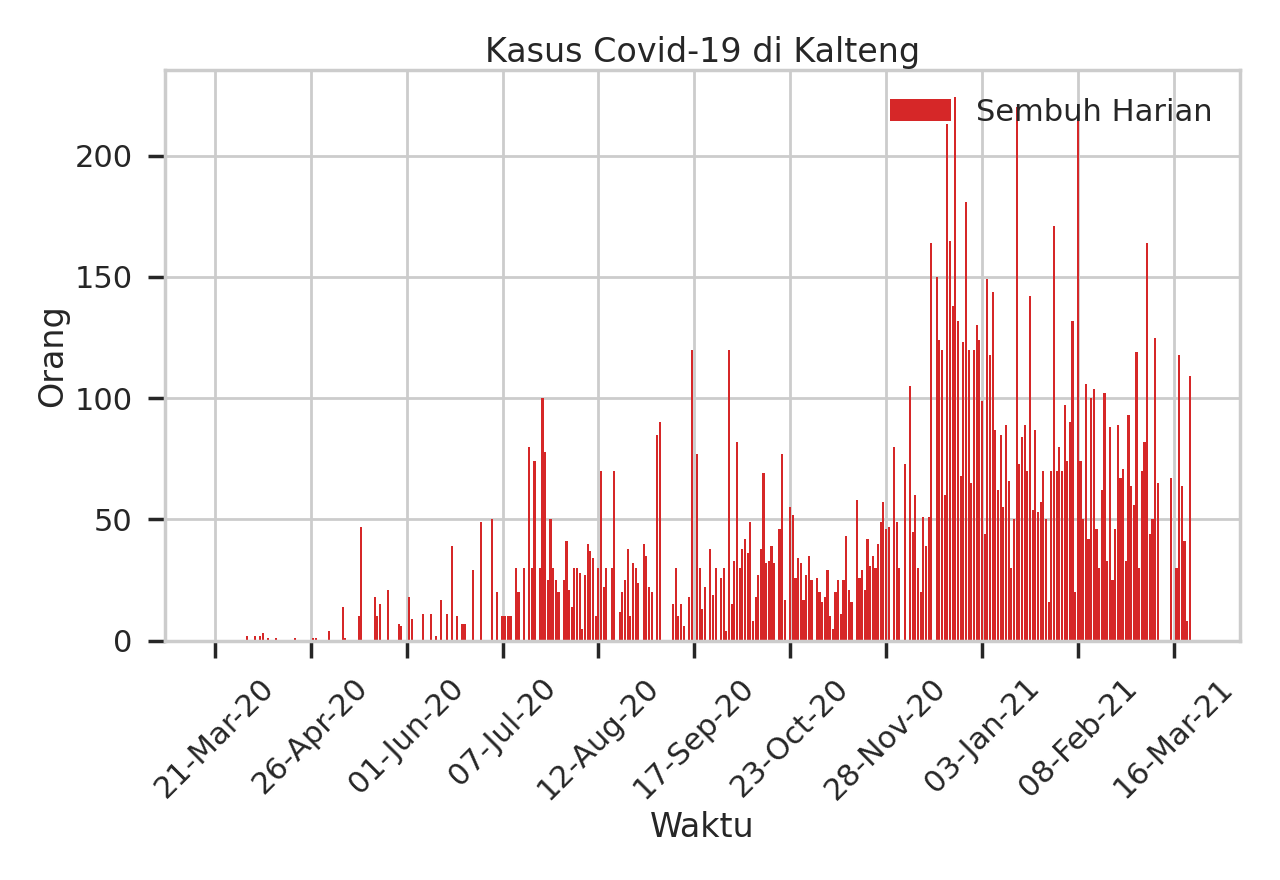 Kasus Covid-19 di Kalteng
Sembuh Harian
Orang
200
150
100
50
0
21-Mar-20
26-Apr-20
01-Jun-20
07-Jul-20
12-Aug-20
17-Sep-20
23-Oct-20
28-Nov-20
03-Jan-21
08-Feb-21
16-Mar-21
Waktu